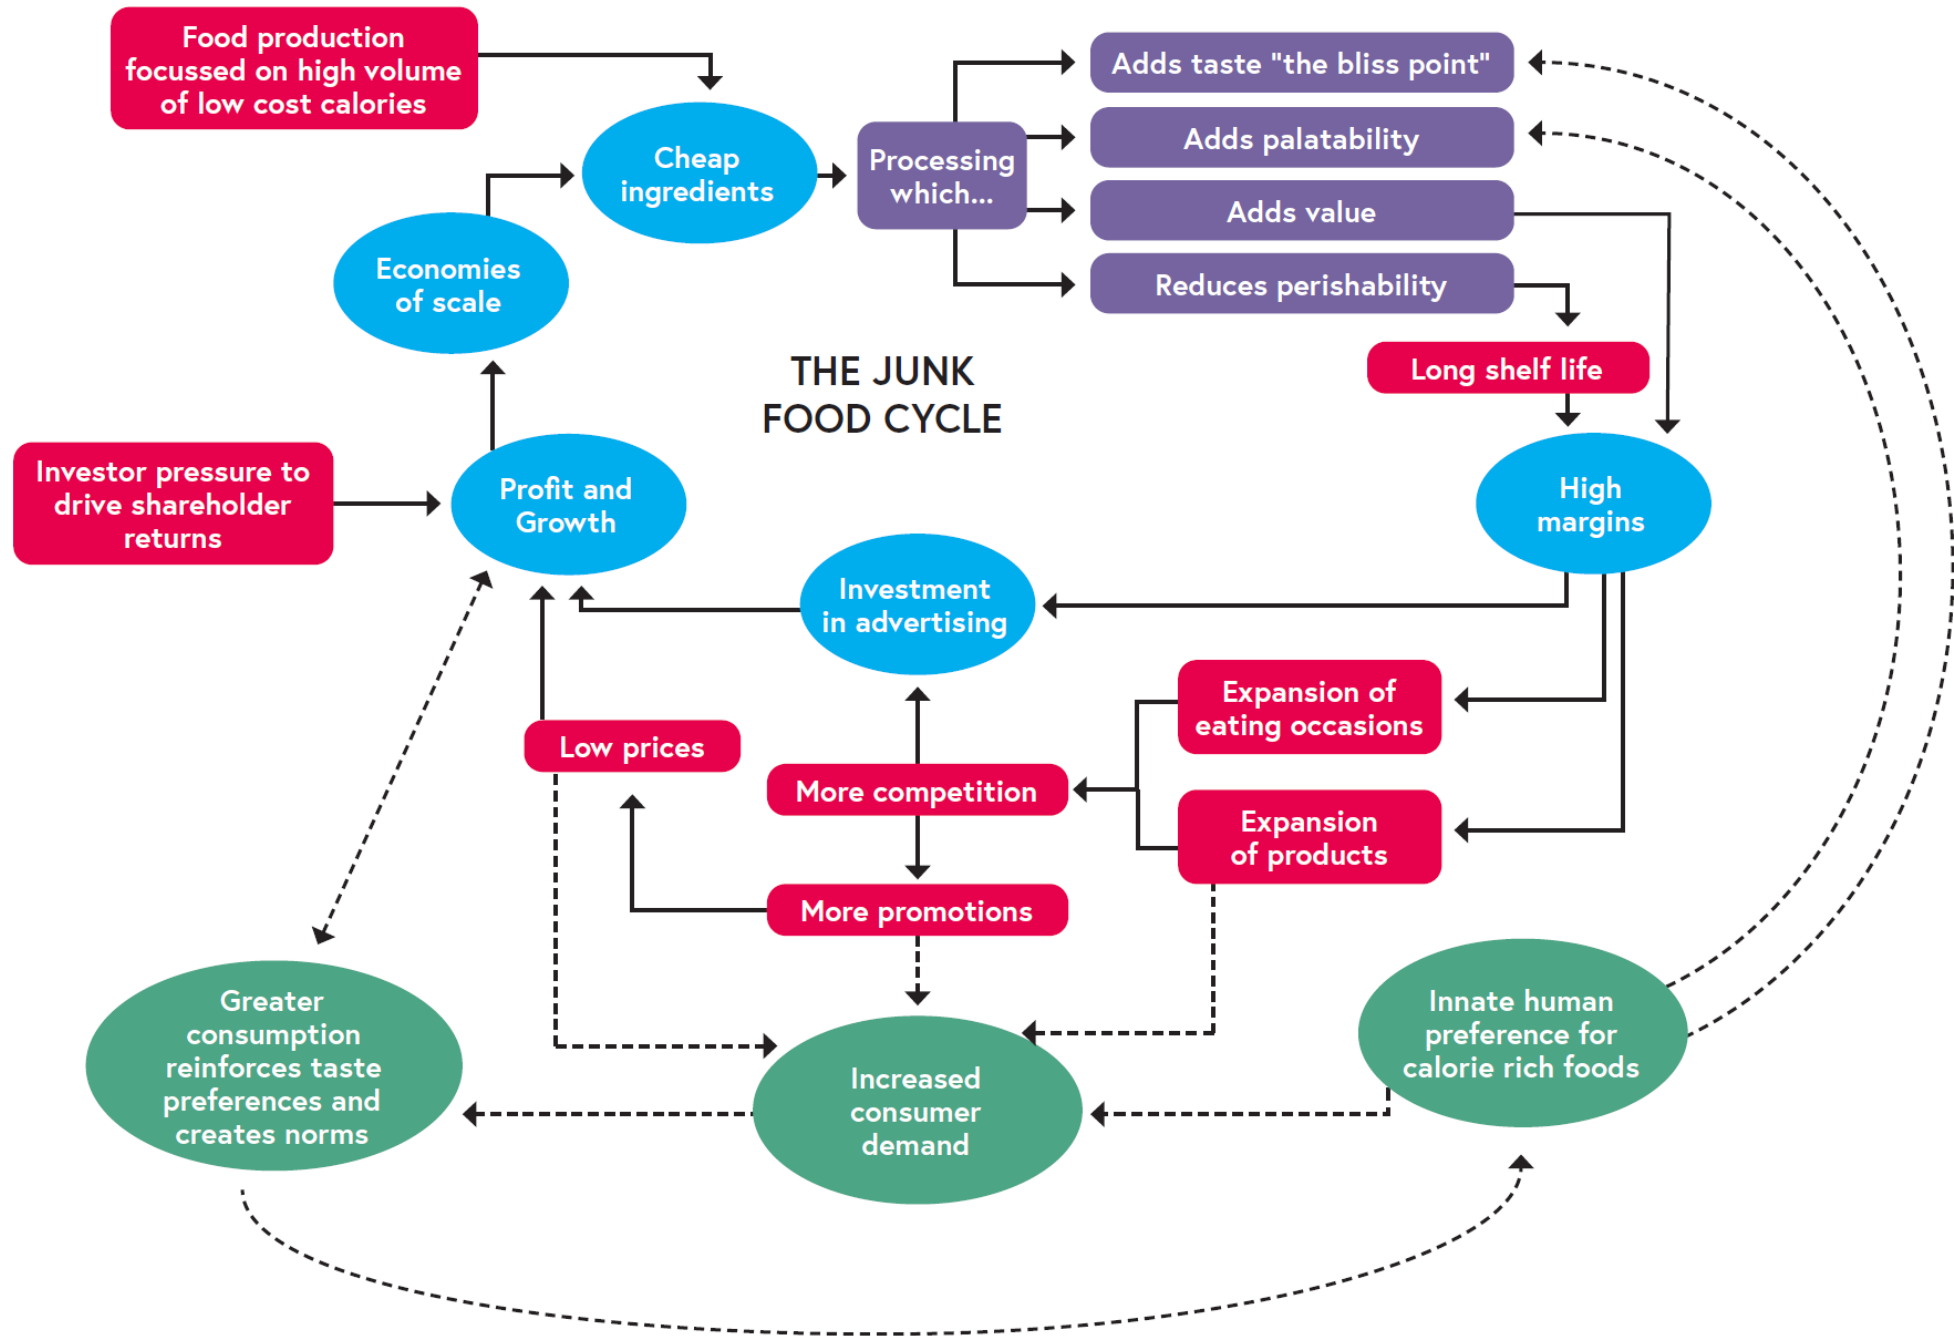 Food production
focussed on high volume
of low cost calories
Adds taste "the bliss point"
Adds palatability
Cheap
ingredients
Processing
which...
Adds value
Economies
of scale
Reduces perishability
THE JUNK
FOOD CYCLE
Long shelf life
Investor pressure to
drive shareholder
returns
Profit and
Growth
High
margins
Investment
in advertising
Expansion of
eating occasions
Low prices
More competition
Expansion
of products
More promotions
Greater
consumption
reinforces taste
preferences and
creates norms
Increased
consumer
demand
Innate human
preference for
calorie rich foods